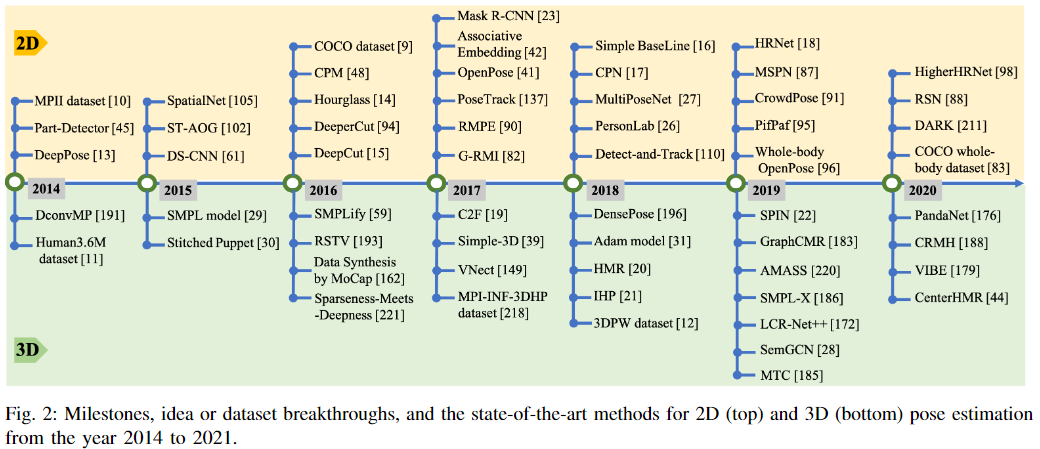 2D
MPII dataset [10]
Part-Detector [45]
DeepPose [13]
SpatialNet [105]
ST-AOG [102]
DS-CNN [61]
COCO dataset [9]
CPM [48]
Hourglass [14]
DeeperCut [94]
DeepCut [15]
Mask R-CNN [23]
Associative
Embedding [42]
OpenPose [41]
PoseTrack [137]
RMPE [90]
G-RMI [82]
Simple BaseLine [16]
CPN [17]
MultiPoseNet [27]
PersonLab [26]
Detect-and-Track [110]
HRNet [18]
MSPN [87]
CrowdPose [91]
PifPaf [95]
Whole-body
OpenPose [96]
HigherHRNet [98]
RSN [88]
DARK [211]
COCO whole-
body dataset [83]
2014
2015
2016
2017
2018
2019
2020
DconvMP [191]
Human3.6M
dataset [11]
SMPL model [29]
Stitched Puppet [30]
SMPLify [59]
RSTV [193]
Data Synthesis
by MoCap [162]
Sparseness-Meets
-Deepness [221]
C2F [19]
Simple-3D [39]
VNect [149]
MPI-INF-3DHP
dataset [218]
DensePose [196]
Adam model [31]
HMR [20]
IHP [21]
3DPW dataset [12]
SPIN [22]
GraphCMR [183]
AMASS [220]
SMPL-X [186]
LCR-Net++ [172]
SemGCN [28]
MTC [185]
PandaNet [176]
CRMH [188]
VIBE [179]
CenterHMR [44]
3D
Fig. 2: Milestones, idea or dataset breakthroughs, and the state-of-the-art methods for 2D (top) and 3D (bottom) pose estimation
from the year 2014 to 2021.